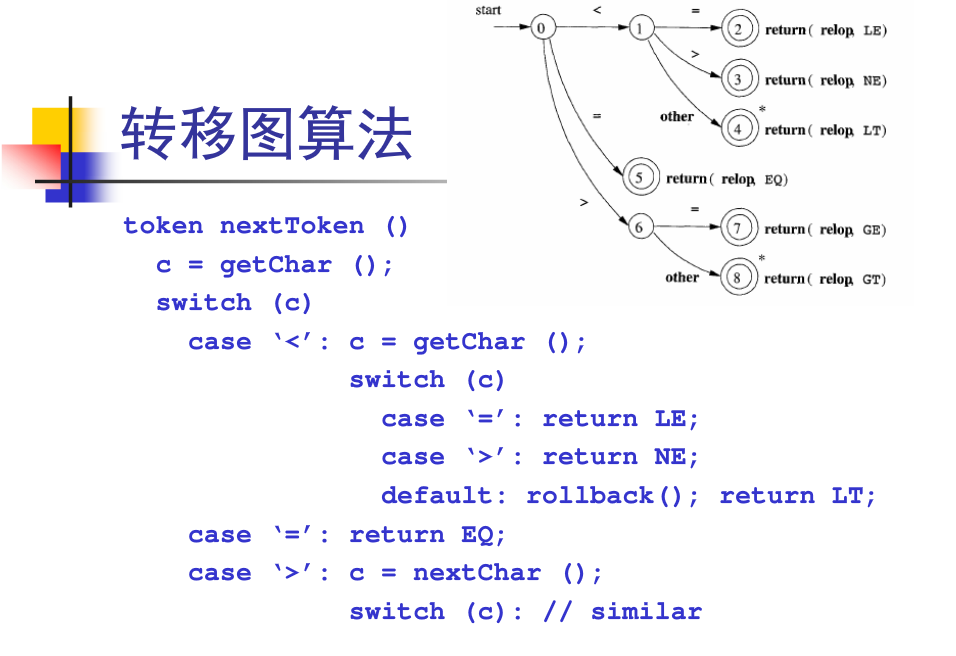 start
<
=
0
1
2
return( relop, LE)
>
3
return( relop, NE)
other
4
*
return( relop, LT)
=
5
return( relop, EQ)
>
=
6
7
return( relop, GE)
other
8
*
return( relop, GT)
转移图算法
token nextToken ()
c = getChar ();
switch (c)
case ‘<’: c = getChar ();
switch (c)
case ‘=’: return LE;
case ‘>’: return NE;
default: rollback(); return LT;
case ‘=’: return EQ;
case ‘>’: c = nextChar ();
switch (c): // similar